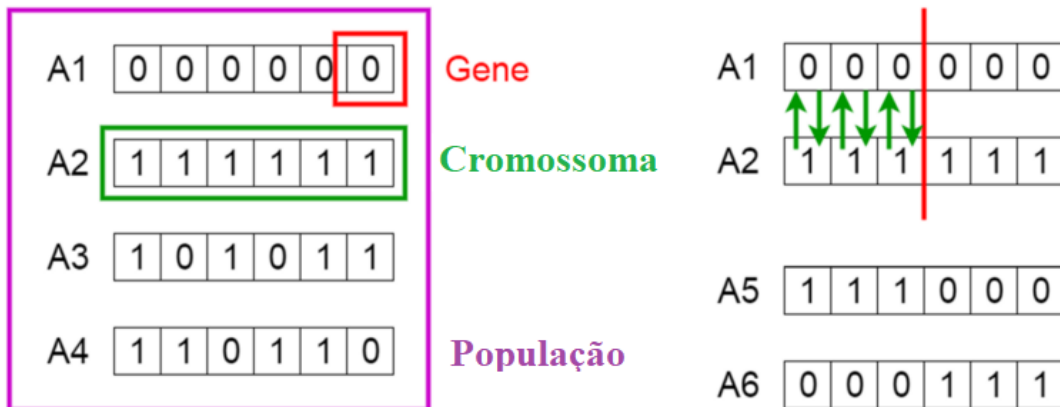 A1 0 0 0 0 0 0 Gene
A2 1 1 1 1 1 1 Cromossoma
A3 1 0 1 0 1 1
A4 1 1 0 1 1 0 População
A1 0 0 0 0 0 0
A2 1 1 1 1 1 1
A5 1 1 1 0 0 0
A6 0 0 0 1 1 1